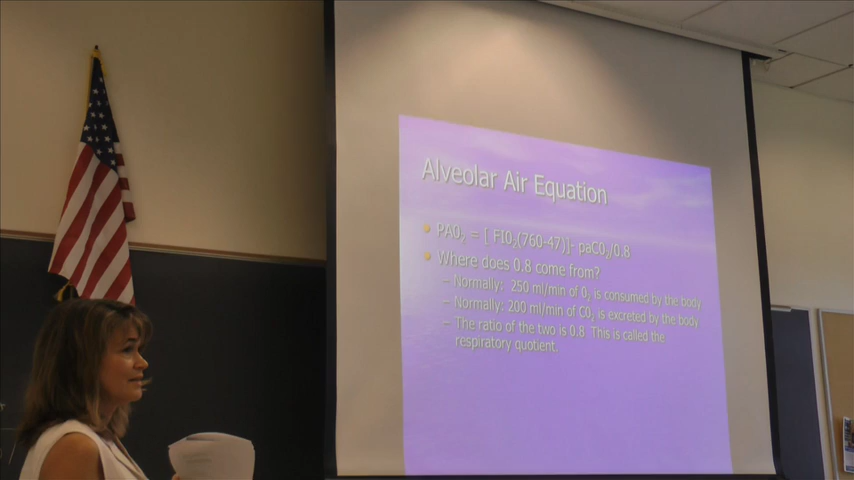 Alveolar Air Equation
PA0₂ = [ FI0₂(760-47)]- paC0₂/0.8
Where does 0.8 come from?
– Normally: 250 ml/min of 0₂ is consumed by the body
– Normally: 200 ml/min of C0₂ is excreted by the body
– The ratio of the two is 0.8 This is called the
respiratory quotient.